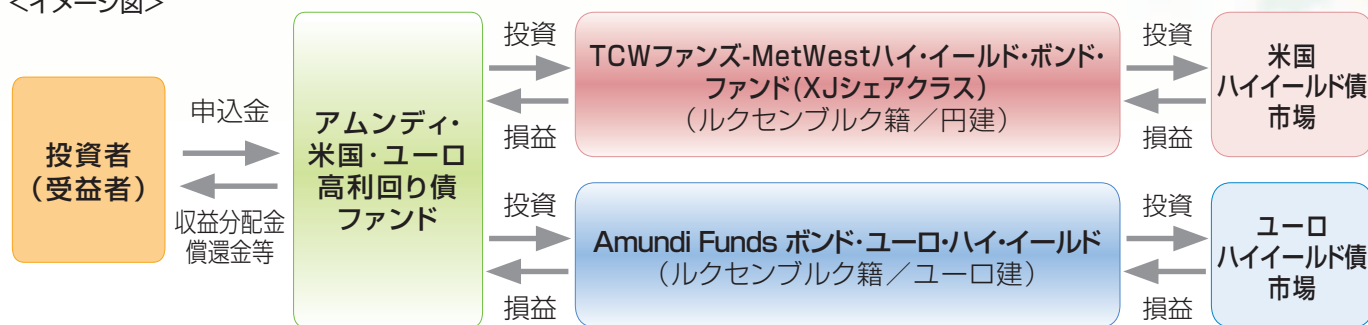 <イメージ図>
投資者
(受益者)
申込金
収益分配金
償還金等
アムンディ・
米国・ユーロ
高利回り債
ファンド
投資
損益
TCWファンズ-MetWestハイ・イールド・ボンド・
ファンド(XJシェアクラス)
(ルクセンブルク籍/円建)
投資
損益
米国
ハイイールド債
市場
投資
損益
Amundi Funds ボンド・ユーロ・ハイ・イールド
(ルクセンブルク籍/ユーロ建)
投資
損益
ユーロ
ハイイールド債
市場